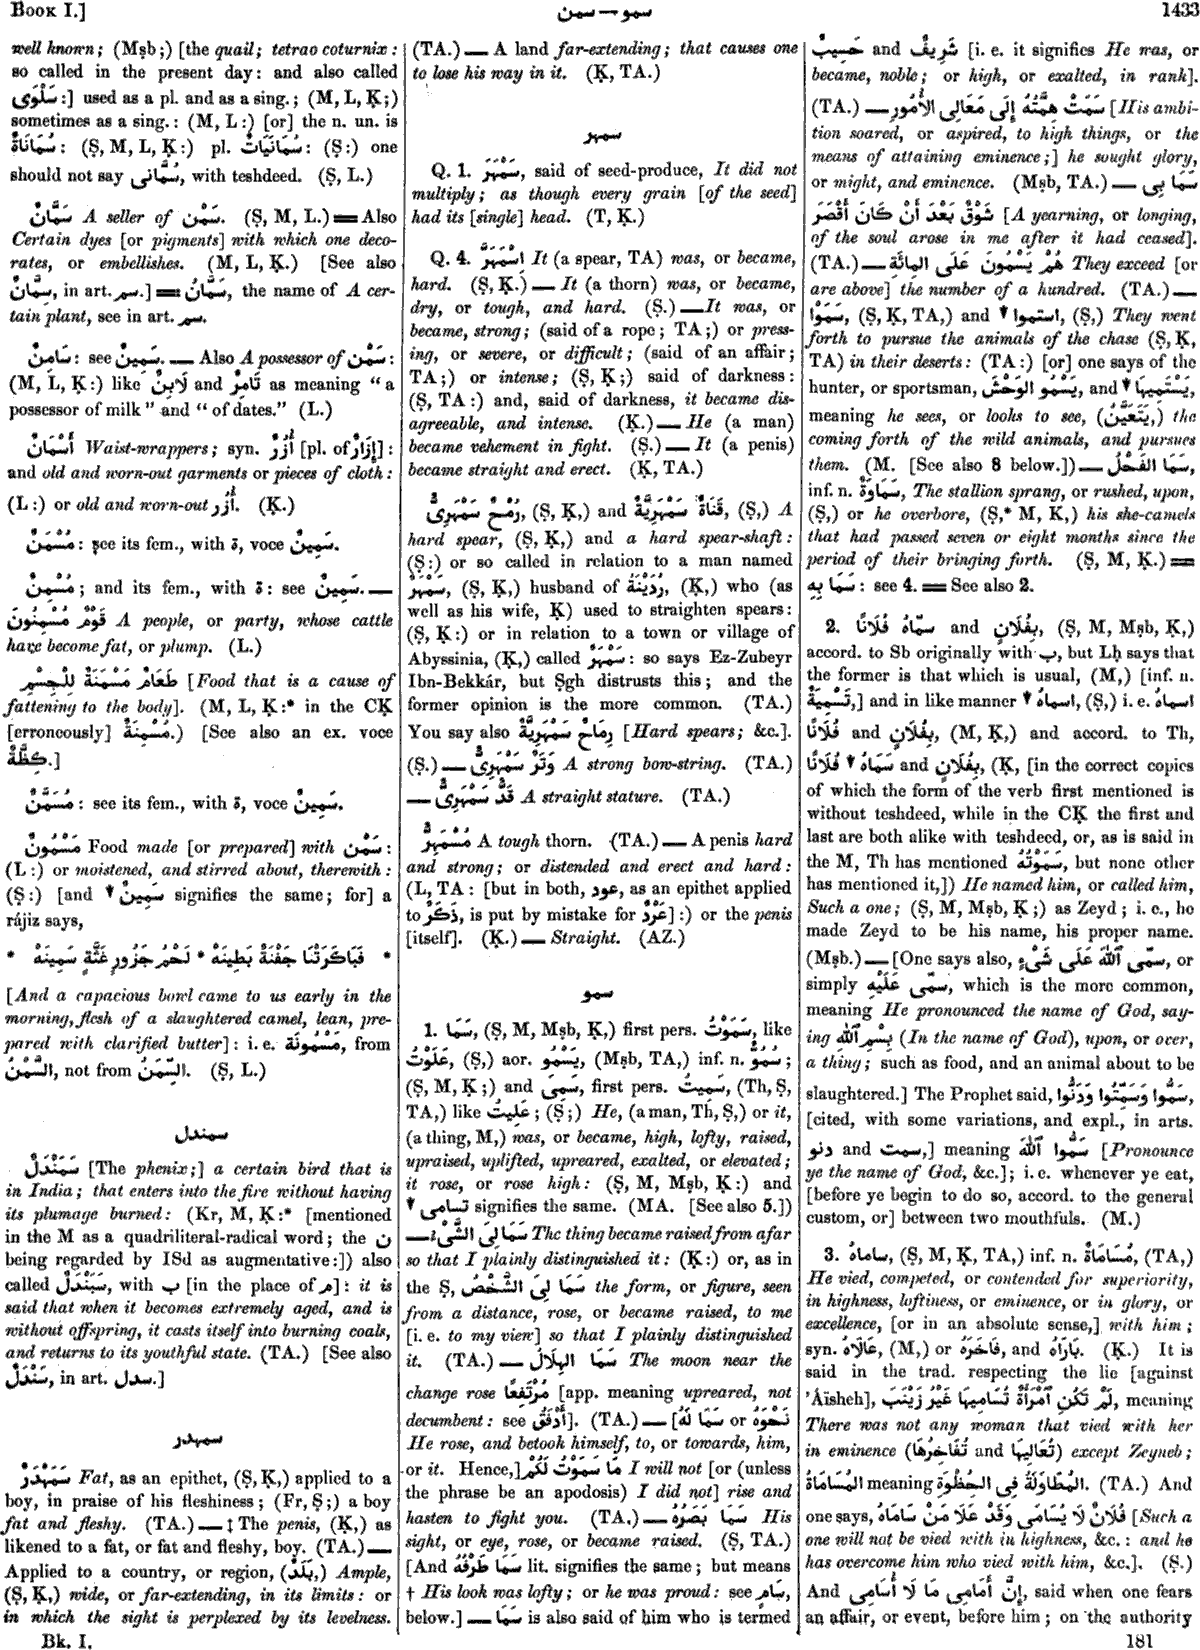 Book I.]
سمو — سمن
1433
well known; (Mṣb;) [the quail; tetrao coturnix:
so called in the present day: and also called
سَلْوَى:] used as a pl. and as a sing.; (M, L, Ḳ;)
sometimes as a sing.: (M, L:) [or] the n. un. is
سُمَانَاةٌ: (Ṣ, M, L, Ḳ:) pl. سُمَانَيَاتٌ: (Ṣ:) one
should not say سُمَّانَى, with teshdeed. (Ṣ, L.)
سَمَّانٌ A seller of سَمْن. (Ṣ, M, L.) == Also
Certain dyes [or pigments] with which one deco-
rates, or embellishes. (M, L, Ḳ.) [See also
سِمَّانٌ, in art. سم.] == سَمَّانٌ, the name of A cer-
tain plant, see in art. سم.
سَامِنٌ: see سَمِينٌ. — Also A possessor of سَمْن:
(M, L, Ḳ:) like لَابِنٌ and تَامِرٌ as meaning "a
possessor of milk" and "of dates." (L.)
أَسْمَانٌ Waist-wrappers; syn. أُزُرٌ [pl. of إِزَارٌ]:
and old and worn-out garments or pieces of cloth:
(L:) or old and worn-out أُزُر. (Ḳ.)
مُسْمَنٌ: see its fem., with ة, voce سَمِينٌ.
مُسْمِنٌ; and its fem., with ة: see سَمِينٌ. —
قَوْمٌ مُسْمِنُونَ A people, or party, whose cattle
have become fat, or plump. (L.)
طَعَامٌ مَسْمَنَةٌ لِلْجِسْمِ [Food that is a cause of
fattening to the body]. (M, L, Ḳ:* in the CḲ
[erroneously] مُسْمِنَةٌ.) [See also an ex. voce
كِظَّةٌ.]
مُسَمَّنٌ: see its fem., with ة, voce سَمِينٌ.
مَسْمُونٌ Food made [or prepared] with سَمْن:
(L:) or moistened, and stirred about, therewith:
(Ṣ:) [and ▼ سَمِينٌ signifies the same; for] a
rájiz says,
* فَبَاكَرَتْنَا جَفْنَةٌ بَطِينَهْ * لَحْمُ جَزُورٍ غَثَّةٍ سَمِينَهْ *
[And a capacious bowl came to us early in the
morning, flesh of a slaughtered camel, lean, pre-
pared with clarified butter]: i. e. مَسْمُونَة, from
السَّمْنُ, not from السِّمَنُ. (Ṣ, L.)
سمندل
سَمَنْدَلٌ [The phenix;] a certain bird that is
in India; that enters into the fire without having
its plumage burned: (Kr, M, Ḳ:* [mentioned
in the M as a quadriliteral-radical word; the ن
being regarded by ISd as augmentative:]) also
called سَبَنْدَلٌ, with ب [in the place of م]: it is
said that when it becomes extremely aged, and is
without offspring, it casts itself into burning coals,
and returns to its youthful state. (TA.) [See also
سَنْدَلٌ, in art. سدل.]
سمهدر
سَمَهْدَرٌ Fat, as an epithet, (Ṣ, Ḳ,) applied to a
boy, in praise of his fleshiness; (Fr, Ṣ;) a boy
fat and fleshy. (TA.) — ‡ The penis, (Ḳ,) as
likened to a fat, or fat and fleshy, boy. (TA.) —
Applied to a country, or region, (بَلَدٌ,) Ample,
(Ṣ, Ḳ,) wide, or far-extending, in its limits: or
in which the sight is perplexed by its levelness.
Bk. I.
(TA.) — A land far-extending; that causes one
to lose his way in it. (Ḳ, TA.)
سمهر
Q. 1. سَمْهَرَ, said of seed-produce, It did not
multiply; as though every grain [of the seed]
had its [single] head. (T, Ḳ.)
Q. 4. اِسْمَهَرَّ It (a spear, TA) was, or became,
hard. (Ṣ, Ḳ.) — It (a thorn) was, or became,
dry, or tough, and hard. (Ṣ.) — It was, or
became, strong; (said of a rope; TA;) or press-
ing, or severe, or difficult; (said of an affair;
TA;) or intense; (Ṣ, Ḳ;) said of darkness:
(Ṣ, TA:) and, said of darkness, it became dis-
agreeable, and intense. (Ḳ.) — He (a man)
became vehement in fight. (Ṣ.) — It (a penis)
became straight and erect. (Ḳ, TA.)
رُمْحٌ سَمْهَرِىٌّ, (Ṣ, Ḳ,) and قَنَاةٌ سَمْهَرِيَّةٌ, (Ṣ,) A
hard spear, (Ṣ, Ḳ,) and a hard spear-shaft:
(Ṣ:) or so called in relation to a man named
سَمْهَرٌ, (Ṣ, Ḳ,) husband of رُدَيْنَةُ, (Ḳ,) who (as
well as his wife, Ḳ) used to straighten spears:
(Ṣ, Ḳ:) or in relation to a town or village of
Abyssinia, (Ḳ,) called سَمْهَرُ: so says Ez-Zubeyr
Ibn-Bekkár, but Ṣgh distrusts this; and the
former opinion is the more common. (TA.)
You say also رِمَاحٌ سَمْهَرِيَّةٌ [Hard spears; &c.].
(Ṣ.) — وَتَرٌ سَمْهَرِىٌّ A strong bow-string. (TA.)
— قَدٌّ سَمْهَرِىٌّ A straight stature. (TA.)
مُسْمَهِرٌّ A tough thorn. (TA.) — A penis hard
and strong; or distended and erect and hard:
(L, TA: [but in both, عود, as an epithet applied
to ذَكَرٌ, is put by mistake for عَرْدٌ]:) or the penis
[itself]. (Ḳ.) — Straight. (AZ.)
سمو
1. سَمَا, (Ṣ, M, Mṣb, Ḳ,) first pers. سَمَوْتُ, like
عَلَوْتُ, (Ṣ,) aor. يَسْمُو, (Mṣb, TA,) inf. n. سُمُوٌّ;
(Ṣ, M, Ḳ;) and سَمِىَ, first pers. سَمِيتُ, (Th, Ṣ,
TA,) like عَلِيتُ; (Ṣ;) He, (a man, Th, Ṣ,) or it,
(a thing, M,) was, or became, high, lofty, raised,
upraised, uplifted, upreared, exalted, or elevated;
it rose, or rose high: (Ṣ, M, Mṣb, Ḳ:) and
▼ تسامى signifies the same. (MA. [See also 5.])
— سَمَا لِىَ الشَّىْءُ The thing became raised from afar
so that I plainly distinguished it: (Ḳ:) or, as in
the Ṣ, سَمَا لِىَ الشَّخْصُ the form, or figure, seen
from a distance, rose, or became raised, to me
[i. e. to my view] so that I plainly distinguished
it. (TA.) — سَمَا الهِلَالُ The moon near the
change rose مُرْتَفِعًا [app. meaning upreared, not
decumbent: see أَدْفَقُ]. (TA.) — [سَمَا لَهُ or نَحْوَهُ
He rose, and betook himself, to, or towards, him,
or it. Hence,] مَا سَمَوْتُ لَكُمْ I will not [or (unless
the phrase be an apodosis) I did not] rise and
hasten to fight you. (TA.) — سَمَا بَصَرُهُ His
sight, or eye, rose, or became raised. (Ṣ, TA.)
[And سَمَا طَرْفُهُ lit. signifies the same; but means
† His look was lofty; or he was proud: see سَامٍ,
below.] — سَمَا is also said of him who is termed
حَسِيبٌ and شَرِيفٌ [i. e. it signifies He was, or
became, noble; or high, or exalted, in rank].
(TA.) — سَمَتْ هِمَّتُهُ إِلَى مَعَالِى الأُمُورِ [His ambi-
tion soared, or aspired, to high things, or the
means of attaining eminence;] he sought glory,
or might, and eminence. (Mṣb, TA.) — سَمَا بِى
شَوْقٌ بَعْدَ أَنْ كَانَ أَقْصَرَ [A yearning, or longing,
of the soul arose in me after it had ceased].
(TA.) — هُمْ يَسْمُونَ عَلَى المِائَةِ They exceed [or
are above] the number of a hundred. (TA.) —
سَمَوْا, (Ṣ, Ḳ, TA,) and ▼ استموا, (Ṣ,) They went
forth to pursue the animals of the chase (Ṣ, Ḳ,
TA) in their deserts: (TA:) [or] one says of the
hunter, or sportsman, يَسْمُو الوَحْشَ, and ▼ يَسْتَمِيهَا,
meaning he sees, or looks to see, (يَتَعَيَّنُ,) the
coming forth of the wild animals, and pursues
them. (M. [See also 8 below.]) — سَمَا الفَحْلُ,
inf. n. سَمَاوَةٌ, The stallion sprang, or rushed, upon,
(Ṣ,) or he overbore, (Ṣ,* M, Ḳ,) his she-camels
that had passed seven or eight months since the
period of their bringing forth. (Ṣ, M, Ḳ.) ==
سَمَا بِهِ: see 4. == See also 2.
2. سَمَّاهُ فُلَانًا and بِفُلَانٍ, (Ṣ, M, Mṣb, Ḳ,)
accord. to Sb originally with ب, but Lḥ says that
the former is that which is usual, (M,) [inf. n.
تَسْمِيَةٌ,] and in like manner ▼ اسماهُ, (Ṣ,) i. e. اسماهُ
فُلَانًا and بِفُلَانٍ, (M, Ḳ,) and accord. to Th,
▼ سَمَاهُ فُلَانًا and بِفُلَانٍ, (Ḳ, [in the correct copies
of which the form of the verb first mentioned is
without teshdeed, while in the CḲ the first and
last are both alike with teshdeed, or, as is said in
the M, Th has mentioned سَمَوْتُهُ, but none other
has mentioned it,]) He named him, or called him,
Such a one; (Ṣ, M, Mṣb, Ḳ;) as Zeyd; i. e., he
made Zeyd to be his name, his proper name.
(Mṣb.) — [One says also, سَمَّى ٱللّٰهَ عَلَى شَىْءٍ, or
simply سَمَّى عَلَيْهِ, which is the more common,
meaning He pronounced the name of God, say-
ing بِسْمِ ٱللّٰهِ (In the name of God), upon, or over,
a thing; such as food, and an animal about to be
slaughtered.] The Prophet said, سَمُّوا وَسَمِّتُوا وَدَنُّوا,
[cited, with some variations, and expl., in arts.
دنو and سمت,] meaning سَمُّوا ٱللّٰهَ [Pronounce
ye the name of God, &c.]; i. e. whenever ye eat,
[before ye begin to do so, accord. to the general
custom, or] between two mouthfuls. (M.)
3. ساماهُ, (Ṣ, M, Ḳ, TA,) inf. n. مُسَامَاةٌ, (TA,)
He vied, competed, or contended for superiority,
in highness, loftiness, or eminence, or in glory, or
excellence, [or in an absolute sense,] with him;
syn. عَالَاهُ, (M,) or فَاخَرَهُ, and بَارَاهُ. (Ḳ.) It is
said in the trad. respecting the lie [against
'Áïsheh], لَمْ تَكُنِ ٱمْرَأَةٌ تُسَامِيهَا غَيْرُ زَيْنَبَ, meaning
There was not any woman that vied with her
in eminence (تُعَالِيهَا and تُفَاخِرُهَا) except Zeyneb;
المُسَامَاةُ meaning المُطَاوَلَةُ فِى الحُظْوَةِ. (TA.) And
one says, فُلَانٌ لَا يُسَامَى وَقَدْ عَلَا مَنْ سَامَاهُ [Such a
one will not be vied with in highness, &c.: and he
has overcome him who vied with him, &c.]. (Ṣ.)
And إِنَّ أَمَامِى مَا لَا أُسَامِى, said when one fears
an affair, or event, before him; on the authority
181